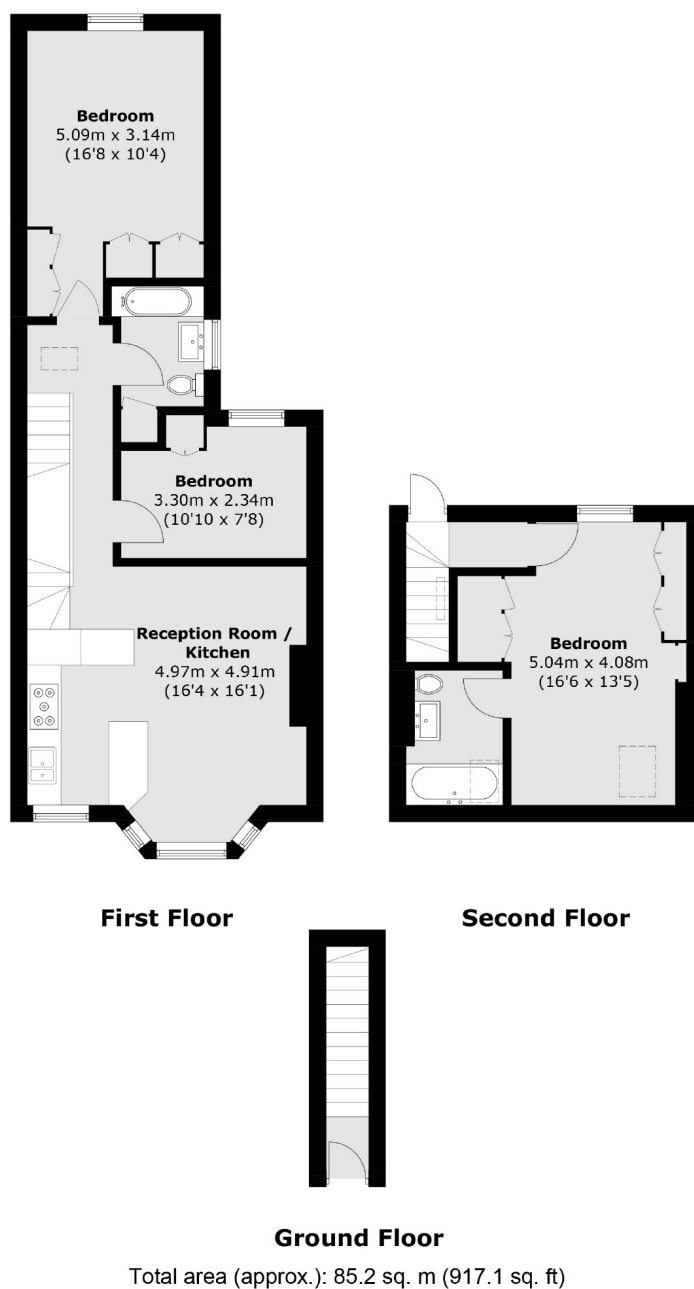 Bedroom
5.09m x 3.14m
(16'8 x 10'4)
Bedroom
3.30m x 2.34m
(10'10 x 7'8)
Reception Room /
Kitchen
4.97m x 4.91m
(16'4 x 16'1)
Bedroom
5.04m x 4.08m
(16'6 x 13'5)
First Floor
Second Floor
Ground Floor
Total area (approx.): 85.2 sq. m (917.1 sq. ft)